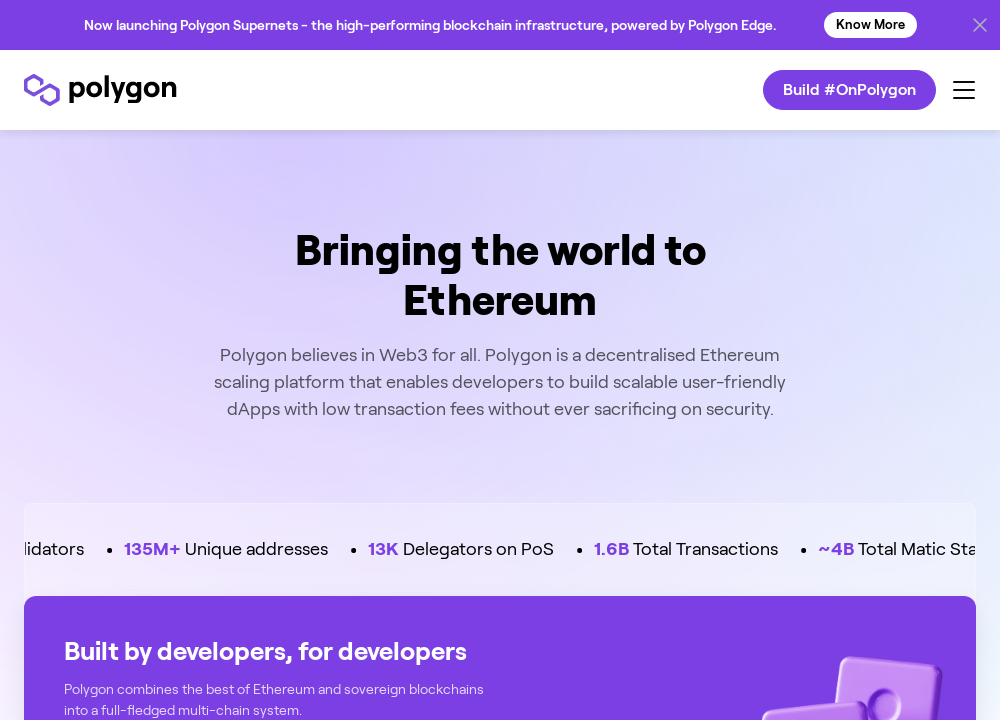 Now launching Polygon Supernets - the high-performing blockchain infrastructure, powered by Polygon Edge.
Know More
polygon
Build #OnPolygon
Bringing the world to
Ethereum
Polygon believes in Web3 for all. Polygon is a decentralised Ethereum
scaling platform that enables developers to build scalable user-friendly
dApps with low transaction fees without ever sacrificing on security.
• 135M+ Unique addresses • 13K Delegators on PoS • 1.6B Total Transactions • ~4B Total Matic
Built by developers, for developers
Polygon combines the best of Ethereum and sovereign blockchains
into a full-fledged multi-chain system.